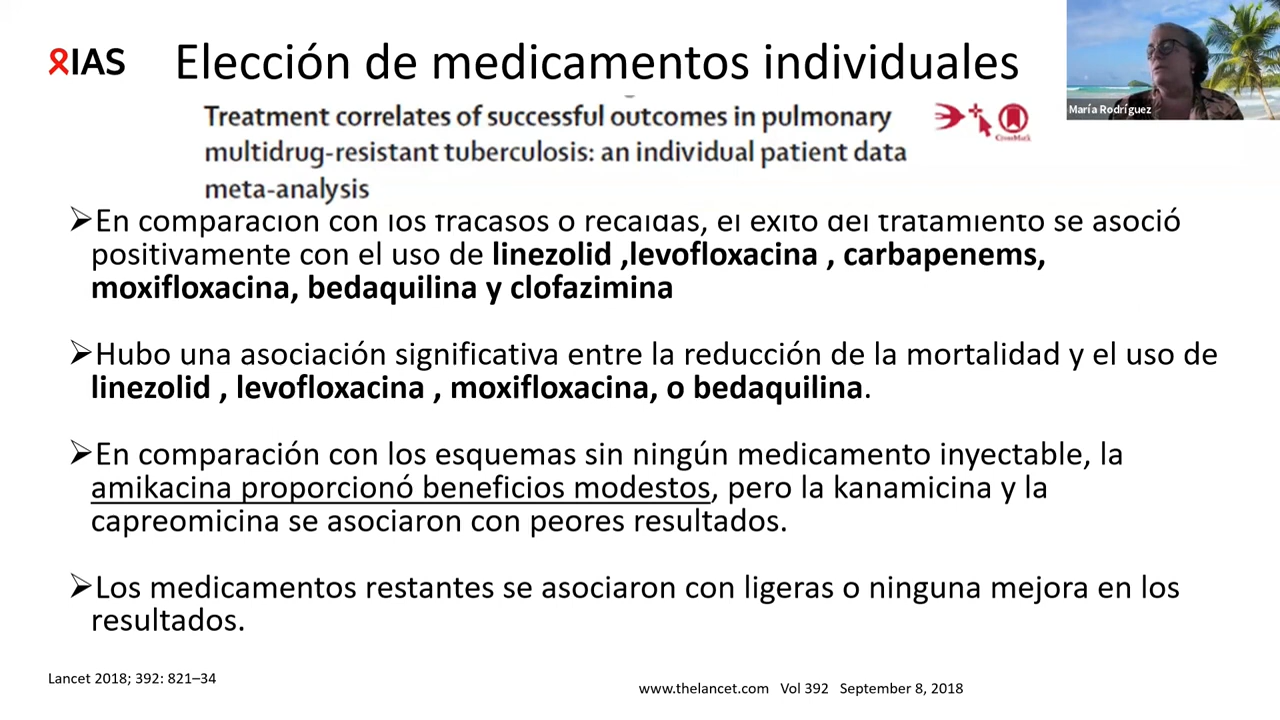 IAS
Elección de medicamentos individuales
María Rodríguez
Treatment correlates of successful outcomes in pulmonary
multidrug-resistant tuberculosis: an individual patient data
meta-analysis
CrossMark
➢En comparación con los fracasos o recaídas, el éxito del tratamiento se asoció
positivamente con el uso de linezolid ,levofloxacina , carbapenems,
moxifloxacina, bedaquilina y clofazimina
➢Hubo una asociación significativa entre la reducción de la mortalidad y el uso de
linezolid , levofloxacina , moxifloxacina, o bedaquilina.
➢En comparación con los esquemas sin ningún medicamento inyectable, la
amikacina proporcionó beneficios modestos, pero la kanamicina y la
capreomicina se asociaron con peores resultados.
➢Los medicamentos restantes se asociaron con ligeras o ninguna mejora en los
resultados.
Lancet 2018; 392: 821–34
www.thelancet.com Vol 392 September 8, 2018